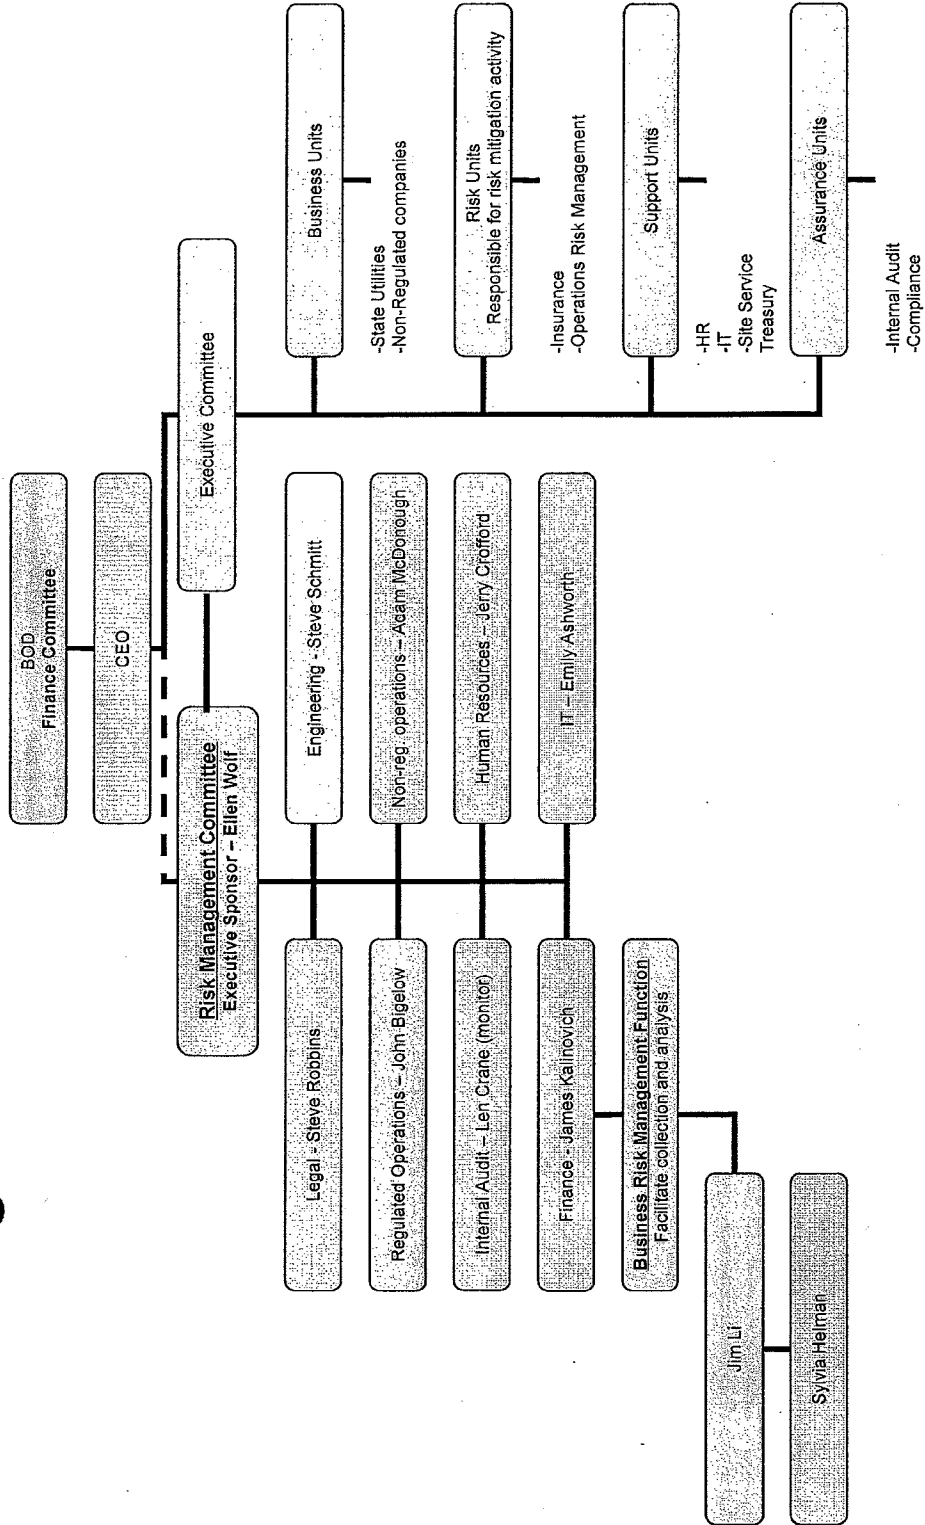 BOD
Finance Committee
CEO
Risk Management Committee
Executive Sponsor – Ellen Wolf
Executive Committee
Legal - Steve Robbins
Engineering - Steve Schmitt
Regulated Operations – John Bigelow
Non-reg. operations – Adam McDonough
Internal Audit – Len Crane (monitor)
Human Resources – Jerry Crofford
Finance - James Kalinovich
IT – Emily Ashworth
Business Risk Management Function
Facilitate collection and analysis
Jim Li
Sylvia Helman
Business Units
-State Utilities
-Non-Regulated companies
Risk Units
Responsible for risk mitigation activity
-Insurance
-Operations Risk Management
Support Units
-HR
-IT
-Site Service
Treasury
Assurance Units
-Internal Audit
-Compliance